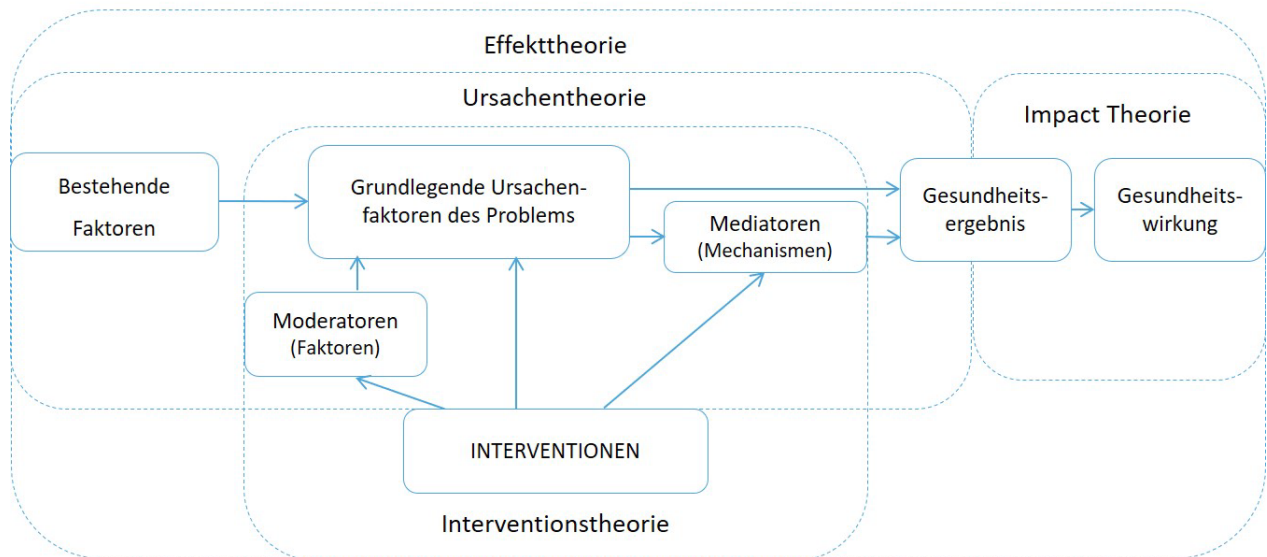 Effekttheorie
Ursachentheorie
Impact Theorie
Bestehende
Faktoren
Grundlegende Ursachen-
faktoren des Problems
Mediatoren
(Mechanismen)
Gesundheits-
ergebnis
Gesundheits-
wirkung
Moderatoren
(Faktoren)
INTERVENTIONEN
Interventionstheorie